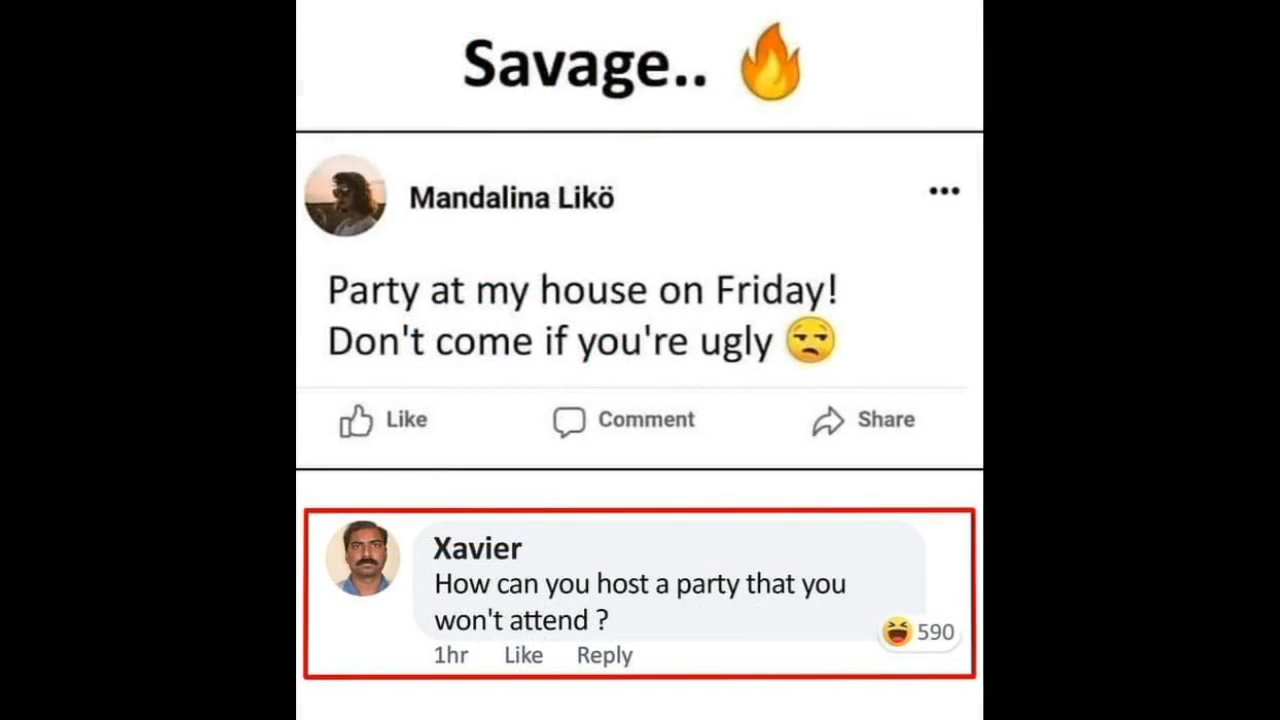 Savage.. 🔥
Mandalina Likö
Party at my house on Friday!
Don't come if you're ugly 😒
Like Comment Share
Xavier
How can you host a party that you
won't attend ?
590
1hr Like Reply